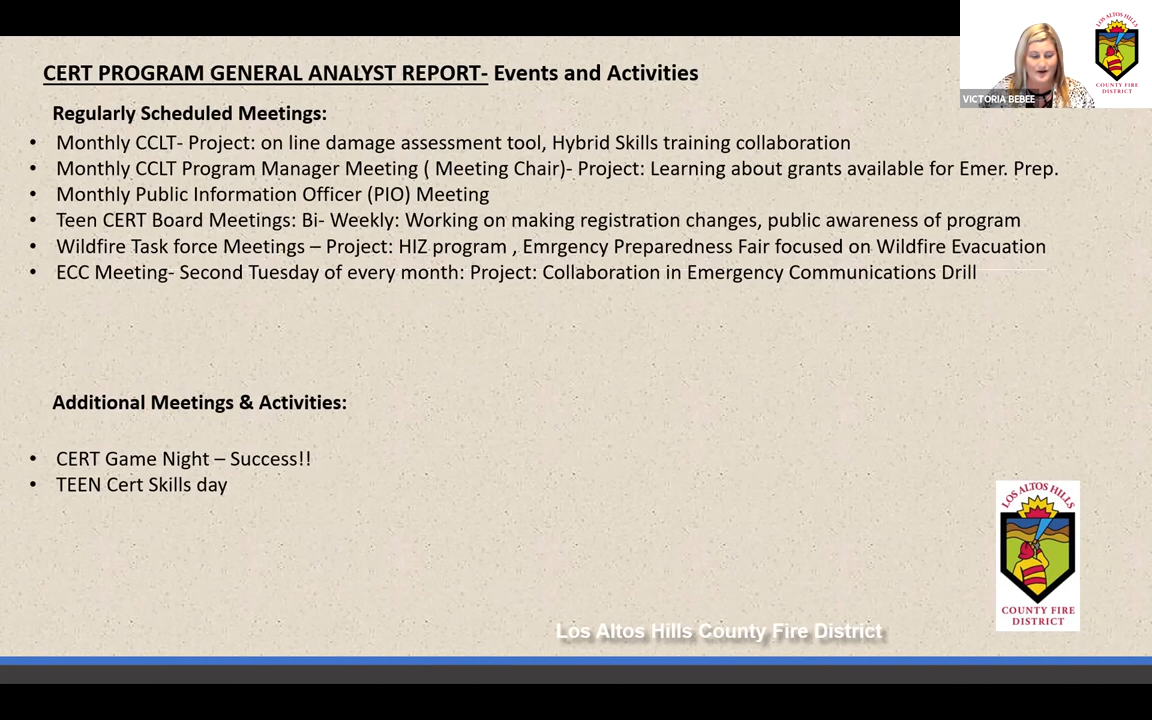 LOS ALTOS HILLS
COUNTY FIRE
DISTRICT
VICTORIA BEBEE
CERT PROGRAM GENERAL ANALYST REPORT- Events and Activities
Regularly Scheduled Meetings:
• Monthly CCLT- Project: on line damage assessment tool, Hybrid Skills training collaboration
• Monthly CCLT Program Manager Meeting ( Meeting Chair)- Project: Learning about grants available for Emer. Prep.
• Monthly Public Information Officer (PIO) Meeting
• Teen CERT Board Meetings: Bi- Weekly: Working on making registration changes, public awareness of program
• Wildfire Task force Meetings – Project: HIZ program , Emrgency Preparedness Fair focused on Wildfire Evacuation
• ECC Meeting- Second Tuesday of every month: Project: Collaboration in Emergency Communications Drill
Additional Meetings & Activities:
• CERT Game Night – Success!!
• TEEN Cert Skills day
LOS ALTOS HILLS
COUNTY FIRE
DISTRICT
Los Altos Hills County Fire District